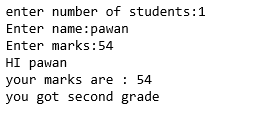 enter number of students:1
Enter name:pawan
Enter marks:54
HI pawan
your marks are : 54
you got second grade